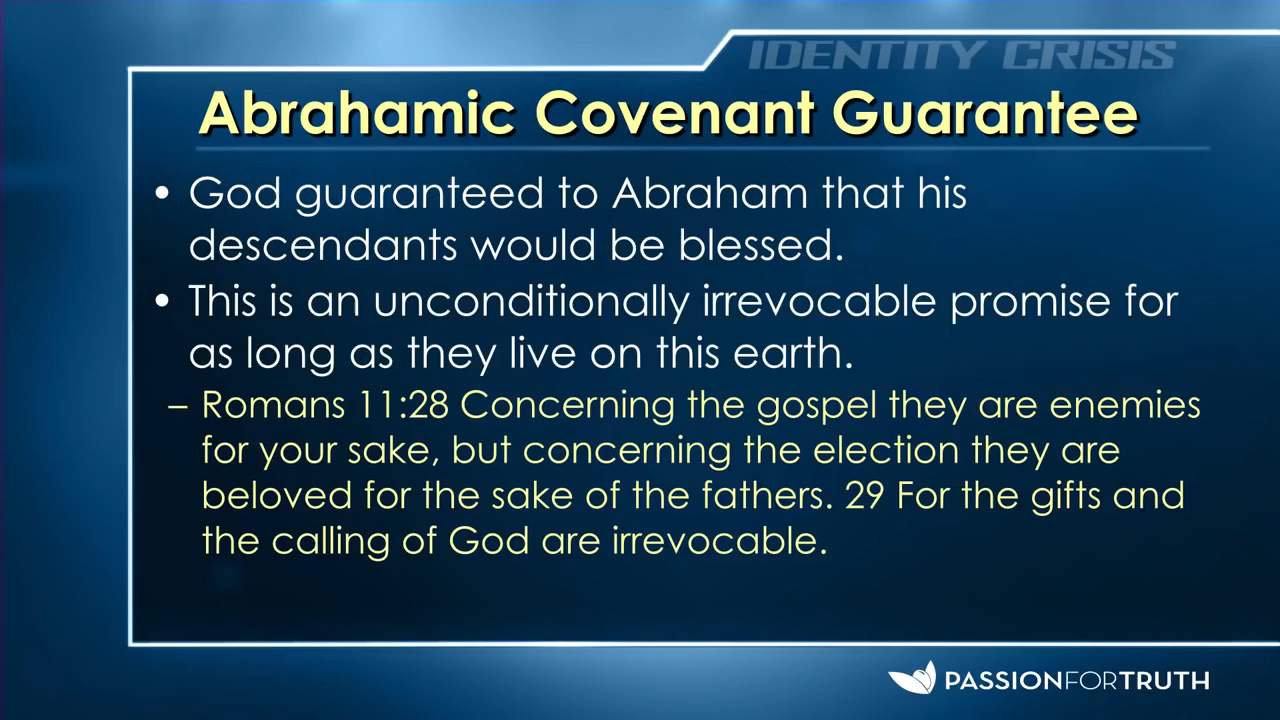 IDENTITY CRISIS
Abrahamic Covenant Guarantee
• God guaranteed to Abraham that his
descendants would be blessed.
• This is an unconditionally irrevocable promise for
as long as they live on this earth.
– Romans 11:28 Concerning the gospel they are enemies
for your sake, but concerning the election they are
beloved for the sake of the fathers. 29 For the gifts and
the calling of God are irrevocable.
PASSIONFORTRUTH